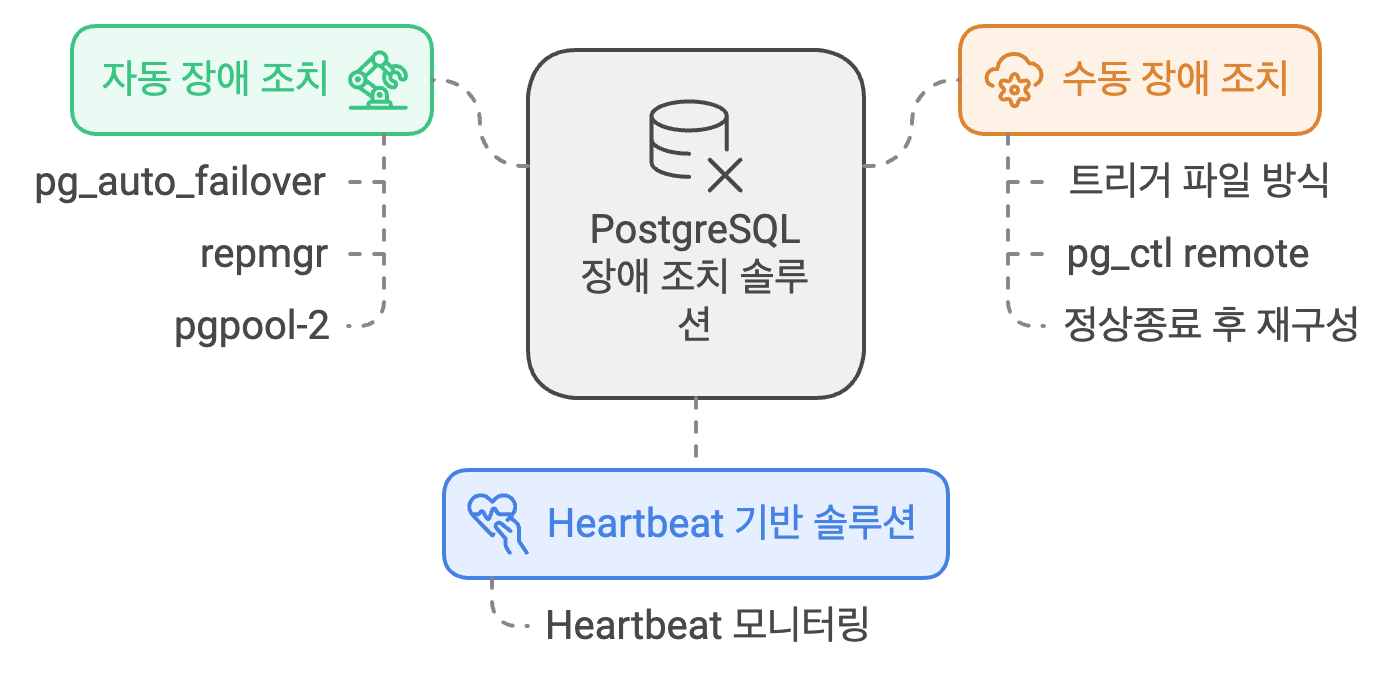 자동 장애 조치
pg_auto_failover
repmgr
pgpool-2
PostgreSQL
장애 조치 솔루
션
수동 장애 조치
트리거 파일 방식
pg_ctl remote
정상종료 후 재구성
Heartbeat 기반 솔루션
Heartbeat 모니터링